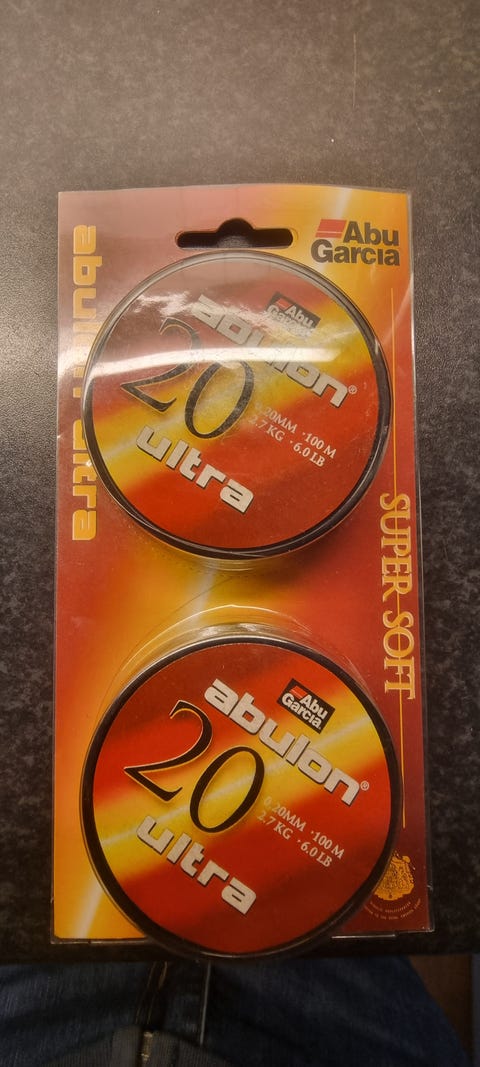 Abu
Garcia
abulon ultra
Abu
Garcia
abulon®
20
0.20MM · 100 M
2.7 KG · 6.0 LB
ultra
SUPER SOFT
Abu
Garcia
abulon®
20
0.20MM · 100 M
2.7 KG · 6.0 LB
ultra